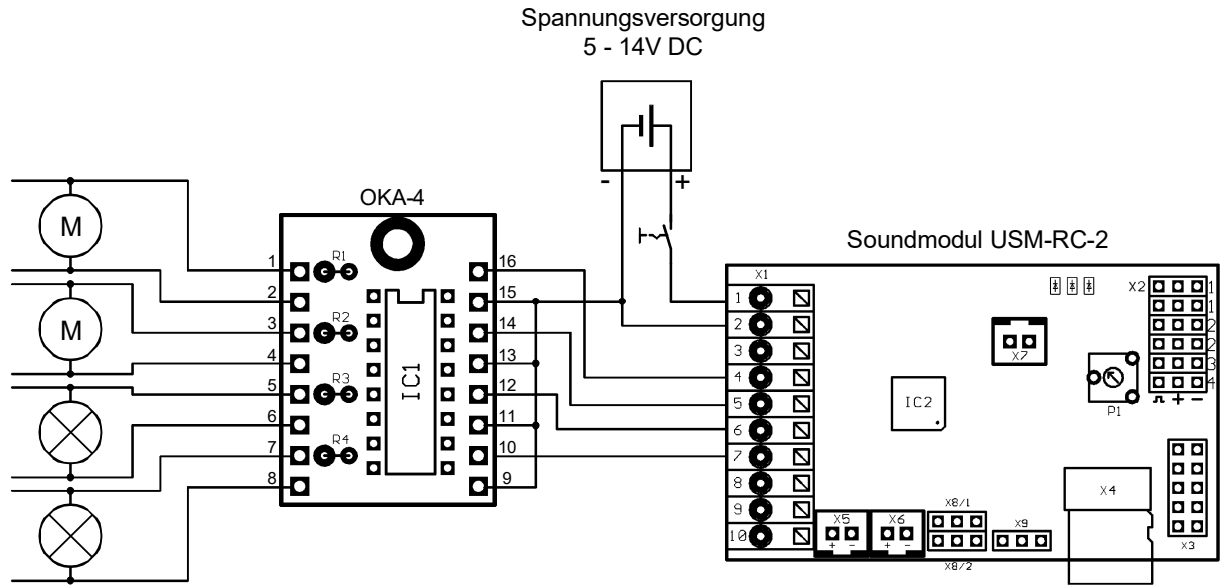 Spannungsversorgung
5 - 14V DC
- +
OKA-4
Soundmodul USM-RC-2
M
M
1
2
3
4
5
6
7
8
R1
R2
R3
R4
IC1
16
15
14
13
12
11
10
9
X1
1
2
3
4
5
6
7
8
9
10
X2
1
1
2
2
3
4
+ −
X7
P1
IC2
X5
+ -
X6
+ -
X8/1
X8/2
X9
X4
X3